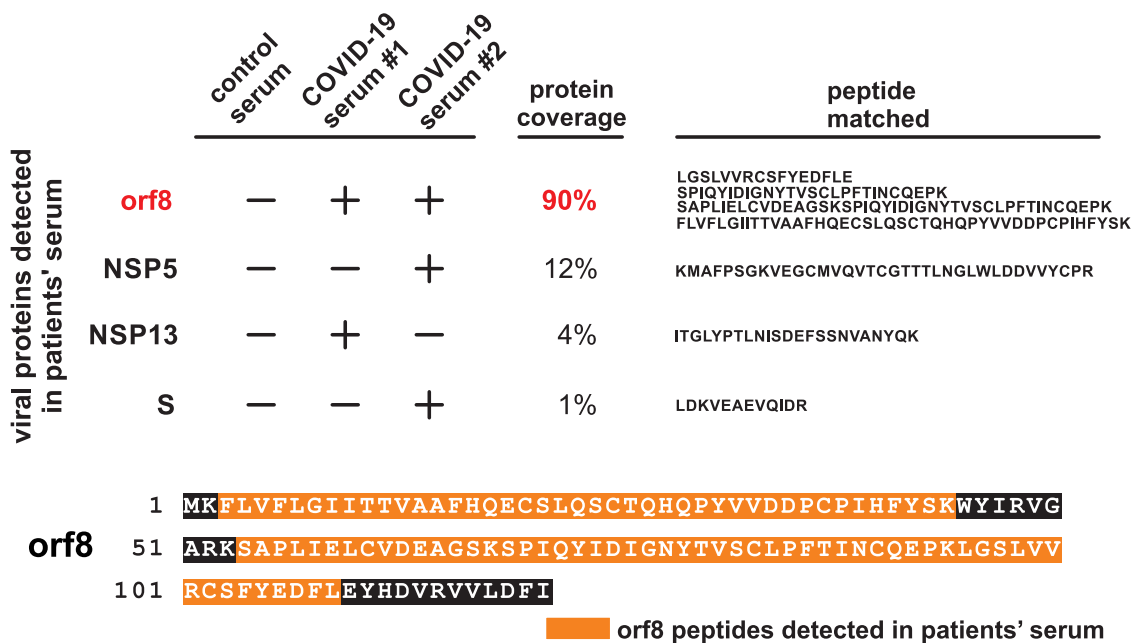 control serum
COVID-19 serum #1
COVID-19 serum #2
protein coverage
peptide matched
viral proteins detected in patients' serum
orf8 − + + 90%
LGSLVVRCSFYEDFLE
SPIQYIDIGNYTVSCLPFTINCQEPK
SAPLIELCVDEAGSKSPIQYIDIGNYTVSCLPFTINCQEPK
FLVFLGIITTVAAFHQECSLQSCTQHQPYVVDDPCPIHFYSK
NSP5 − − + 12% KMAFPSGKVEGCMVQVTCGTTTLNGLWLDDVVYCPR
NSP13 − + − 4% ITGLYPTLNISDEFSSNVANYQK
S − − + 1% LDKVEAEVQIDR
orf8
1 MKFLVFLGIITTVAAFHQECSLQSCTQHQPYVVDDPCPIHFYSKWYIRVG
51 ARKSAPLIELCVDEAGSKSPIQYIDIGNYTVSCLPFTINCQEPKLGSLVV
101 RCSFYEDFLEYHDVRVVLDFI
orf8 peptides detected in patients' serum